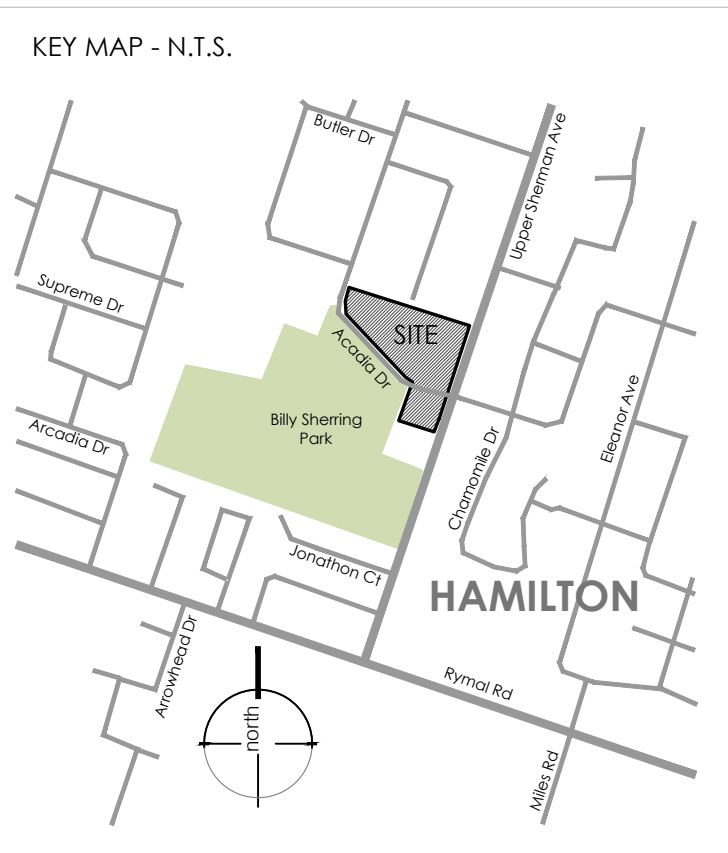 KEY MAP - N.T.S.
Butler Dr
Upper Sherman Ave
Supreme Dr
SITE
Acadia Dr
Billy Sherring
Park
Eleanor Ave
Arcadia Dr
Chamomile Dr
Jonathon Ct
HAMILTON
Arrowhead Dr
Rymal Rd
north
Miles Rd